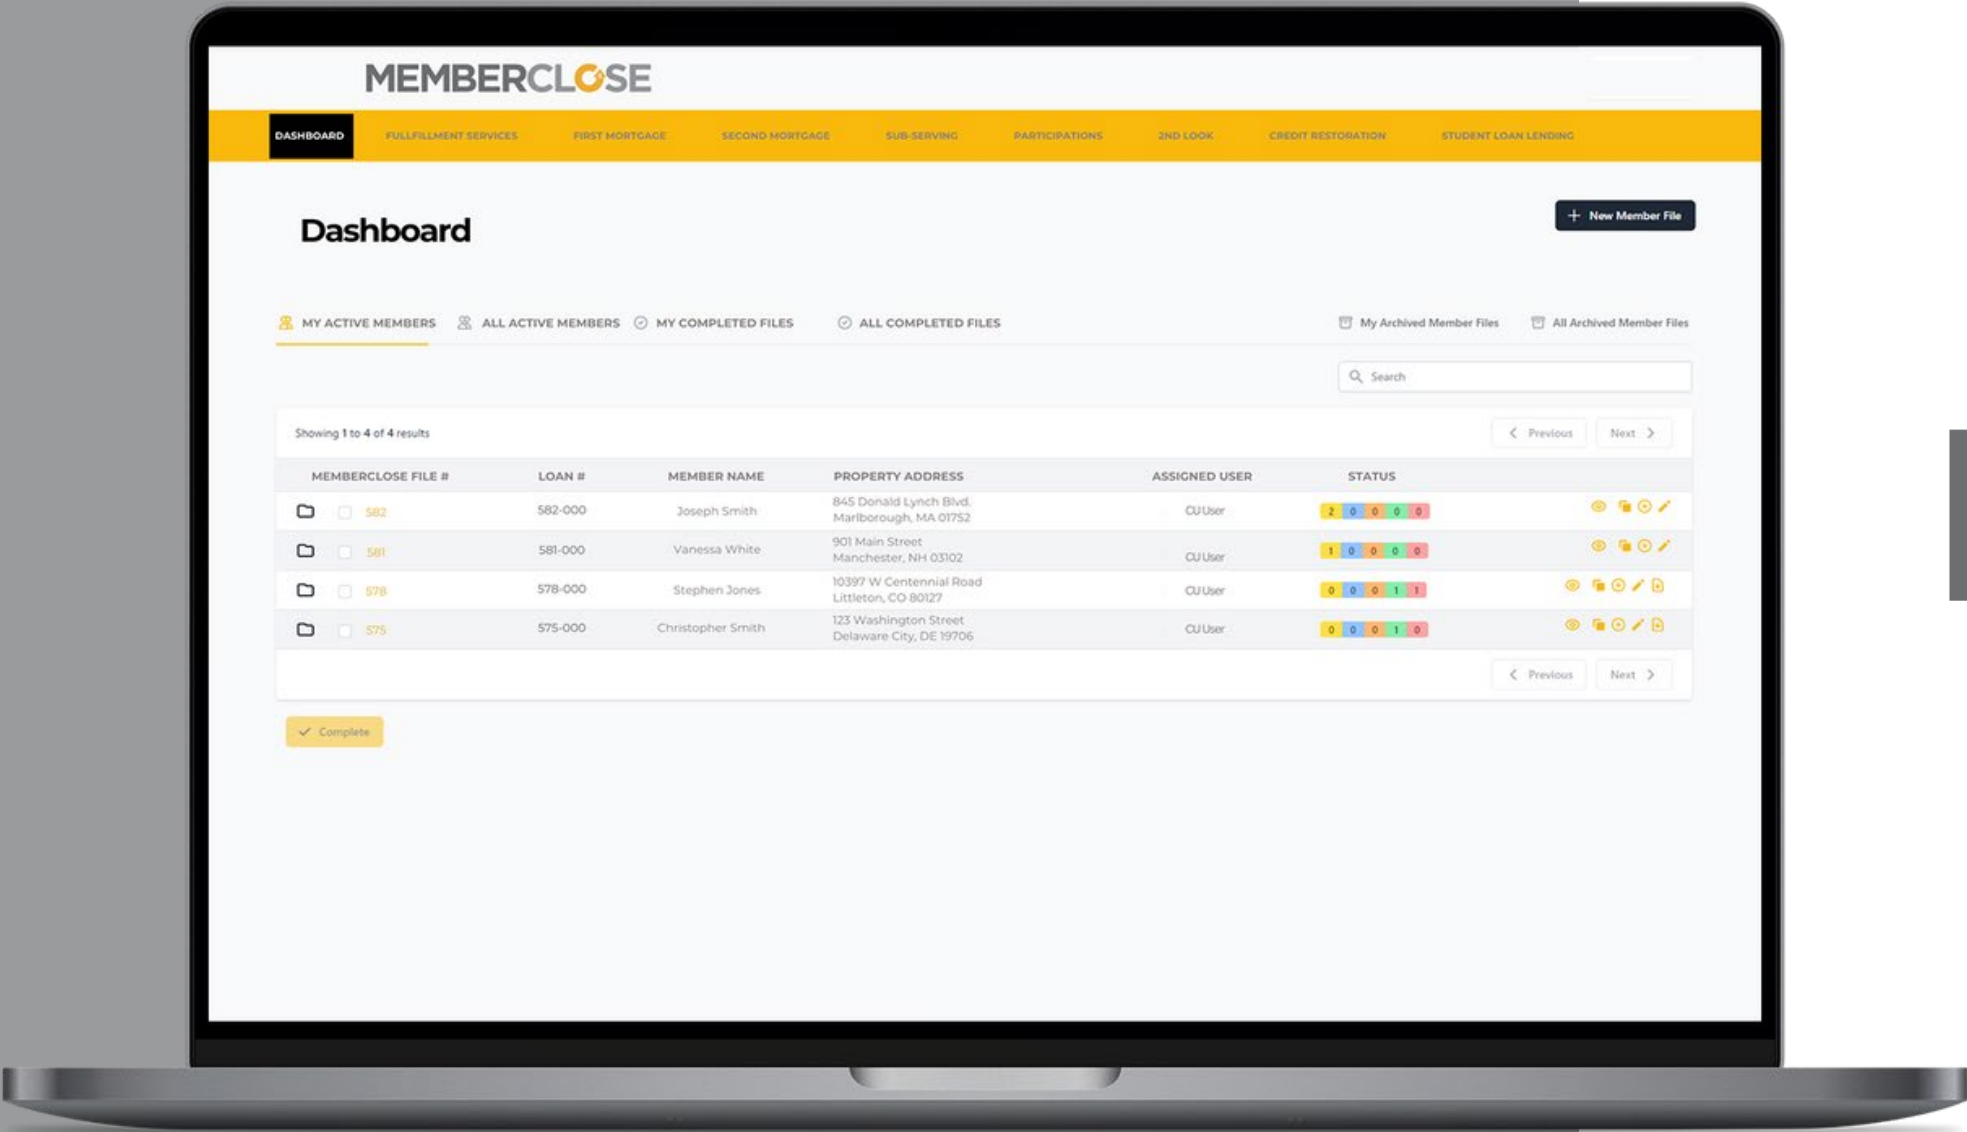 MEMBERCLOSE
DASHBOARD FULLFILLMENT SERVICES FIRST MORTGAGE SECOND MORTGAGE SUB-SERVING PARTICIPATIONS 2ND LOOK CREDIT RESTORATION STUDENT LOAN LENDING
Dashboard
+ New Member File
MY ACTIVE MEMBERS ALL ACTIVE MEMBERS MY COMPLETED FILES ALL COMPLETED FILES My Archived Member Files All Archived Member Files
Search
Showing 1 to 4 of 4 results < Previous Next >
MEMBERCLOSE FILE # LOAN # MEMBER NAME PROPERTY ADDRESS ASSIGNED USER STATUS
582 582-000 Joseph Smith 845 Donald Lynch Blvd. CU User 2 0 0 0 0
Marlborough, MA 01752
581 581-000 Vanessa White 901 Main Street CU User 1 0 0 0 0
Manchester, NH 03102
578 578-000 Stephen Jones 10397 W Centennial Road CU User 0 0 0 1 1
Littleton, CO 80127
575 575-000 Christopher Smith 123 Washington Street CU User 0 0 0 1 0
Delaware City, DE 19706
< Previous Next >
Complete